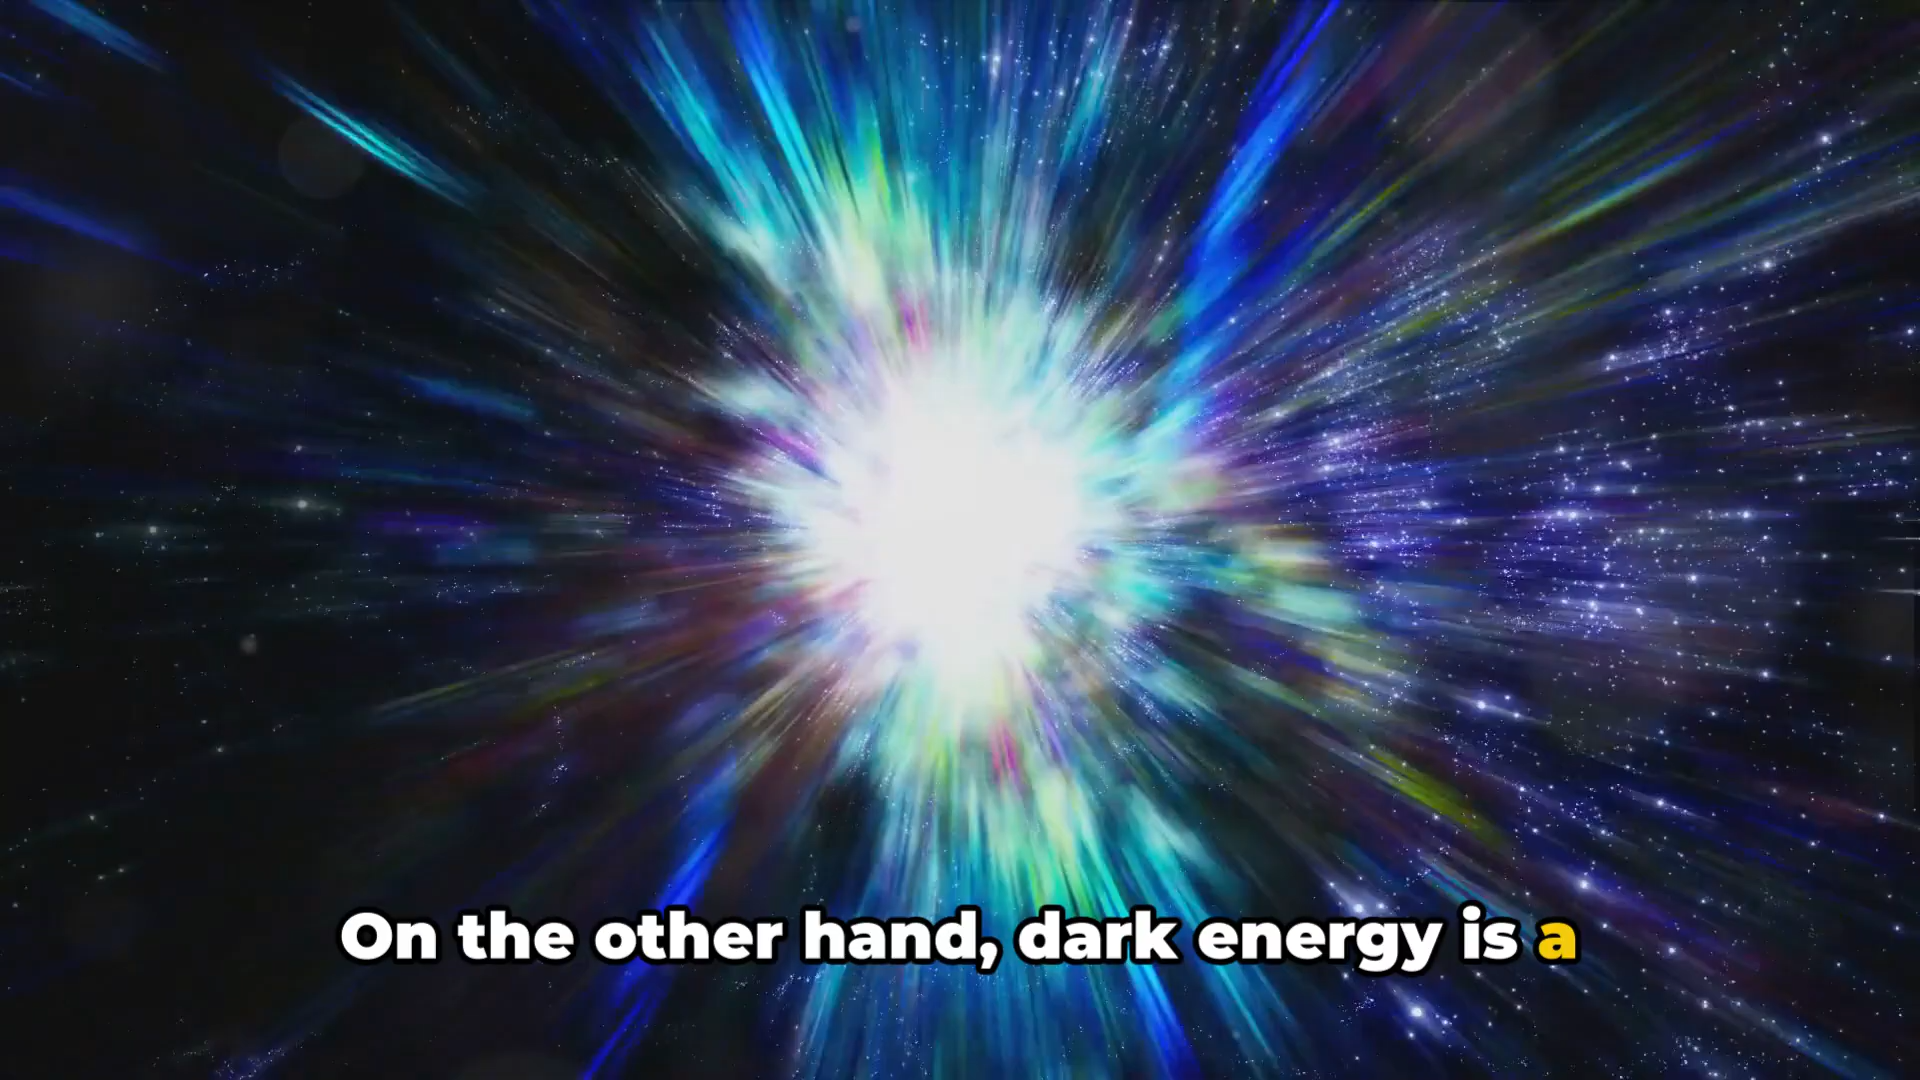 On the other hand, dark energy is a